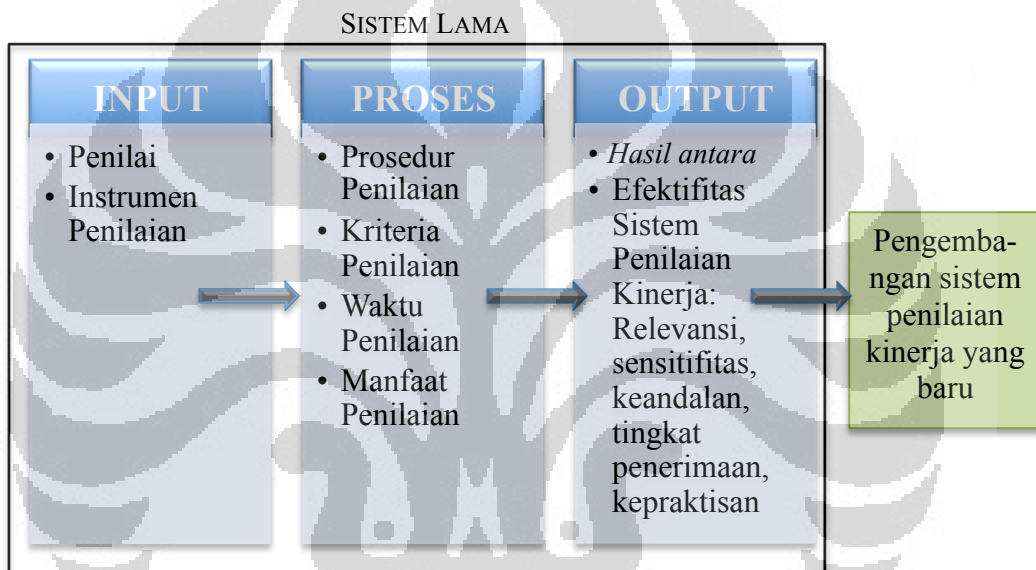 SISTEM LAMA
INPUT
• Penilai
• Instrumen
Penilaian
PROSES
• Prosedur
Penilaian
• Kriteria
Penilaian
• Waktu
Penilaian
• Manfaat
Penilaian
OUTPUT
• Hasil antara
• Efektifitas
Sistem
Penilaian
Kinerja:
Relevansi,
sensitifitas,
keandalan,
tingkat
penerimaan,
kepraktisan
Pengemba-
ngan sistem
penilaian
kinerja yang
baru